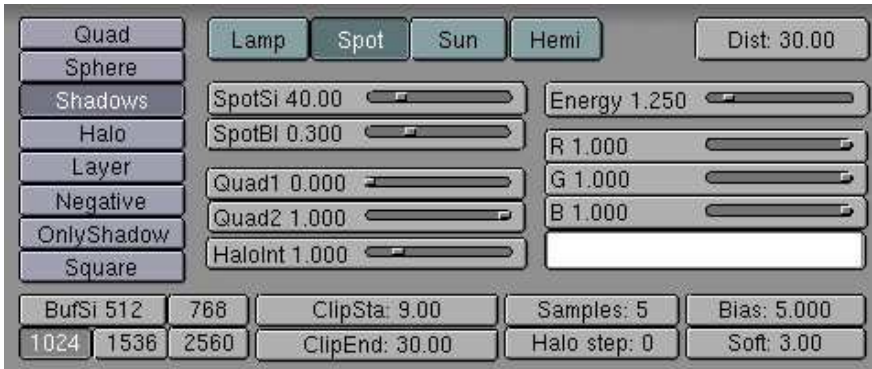 Quad
Sphere
Shadows
Halo
Layer
Negative
OnlyShadow
Square
Lamp Spot Sun Hemi Dist: 30.00
SpotSi 40.00
SpotBl 0.300
Quad1 0.000
Quad2 1.000
HaloInt 1.000
Energy 1.250
R 1.000
G 1.000
B 1.000
BufSi 512 768 ClipSta: 9.00 Samples: 5 Bias: 5.000
1024 1536 2560 ClipEnd: 30.00 Halo step: 0 Soft: 3.00